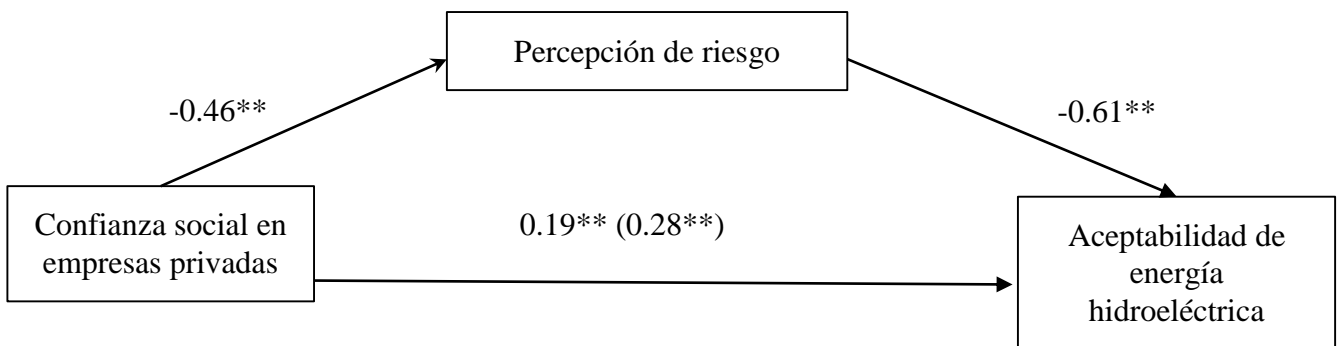 Percepción de riesgo
-0.46**
-0.61**
Confianza social en
empresas privadas
0.19** (0.28**)
Aceptabilidad de
energía
hidroeléctrica